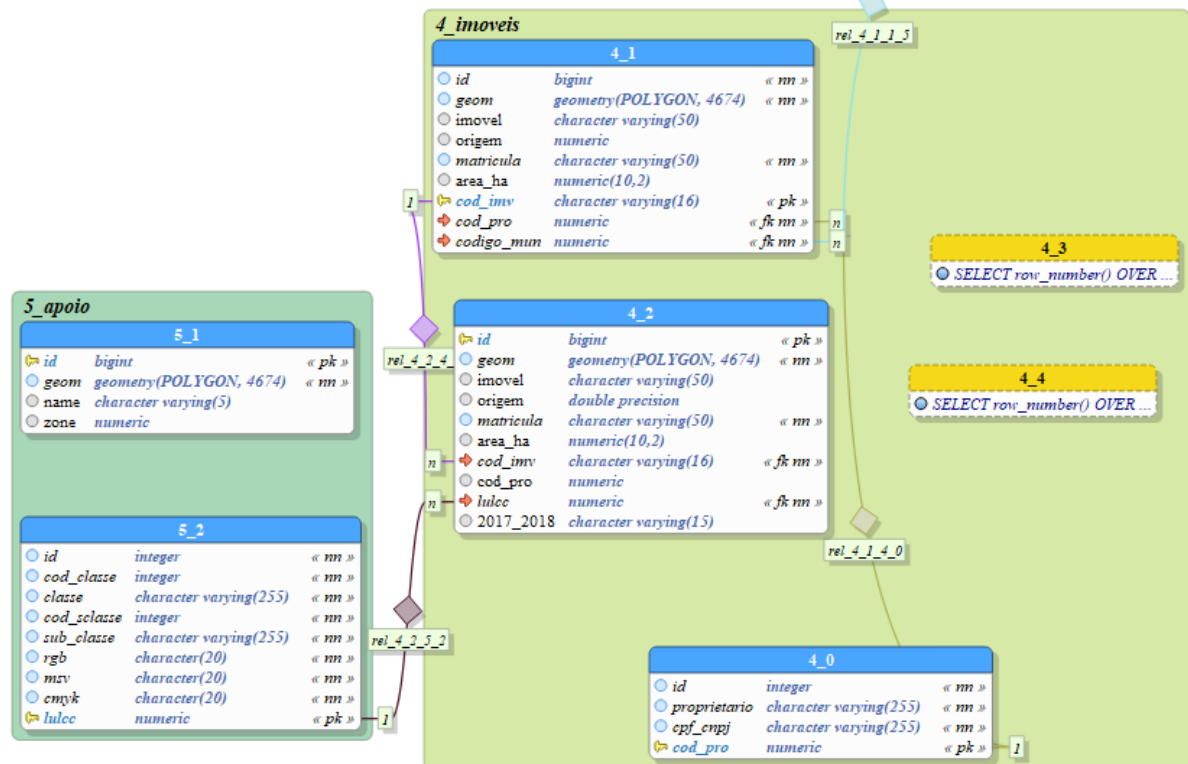 4_imoveis
rel_4_1_1_5
4_1
id bigint « nn »
geom geometry(POLYGON, 4674) « nn »
imovel character varying(50)
origem numeric
matricula character varying(50) « nn »
area_ha numeric(10,2)
1 cod_imv character varying(16) « pk »
cod_pro numeric « fk nn » n
codigo_mun numeric « fk nn » n
4_3
SELECT row_number() OVER ...
5_apoio
5_1
id bigint « pk »
geom geometry(POLYGON, 4674) « nn »
name character varying(5)
zone numeric
rel_4_2_4_
4_2
id bigint « pk »
geom geometry(POLYGON, 4674) « nn »
imovel character varying(50)
origem double precision
matricula character varying(50) « nn »
area_ha numeric(10,2)
n cod_imv character varying(16) « fk nn »
cod_pro numeric
n lulcc numeric « fk nn »
2017_2018 character varying(15)
4_4
SELECT row_number() OVER ...
5_2
id integer « nn »
cod_classe integer « nn »
classe character varying(255) « nn »
cod_sclasse integer « nn »
sub_classe character varying(255) « nn »
rgb character(20) « nn »
msv character(20) « nn »
cmyk character(20) « nn »
lulcc numeric « pk » 1
rel_4_2_5_2
rel_4_1_4_0
4_0
id integer « nn »
proprietario character varying(255) « nn »
cpf_cnpj character varying(255) « nn »
cod_pro numeric « pk » 1